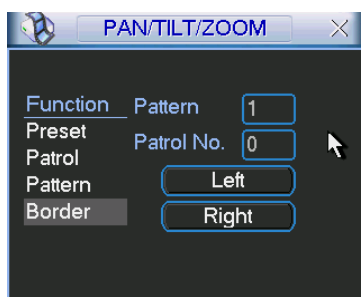 PAN/TILT/ZOOM
Function
Preset
Patrol
Pattern
Border
Pattern 1
Patrol No. 0
Left
Right